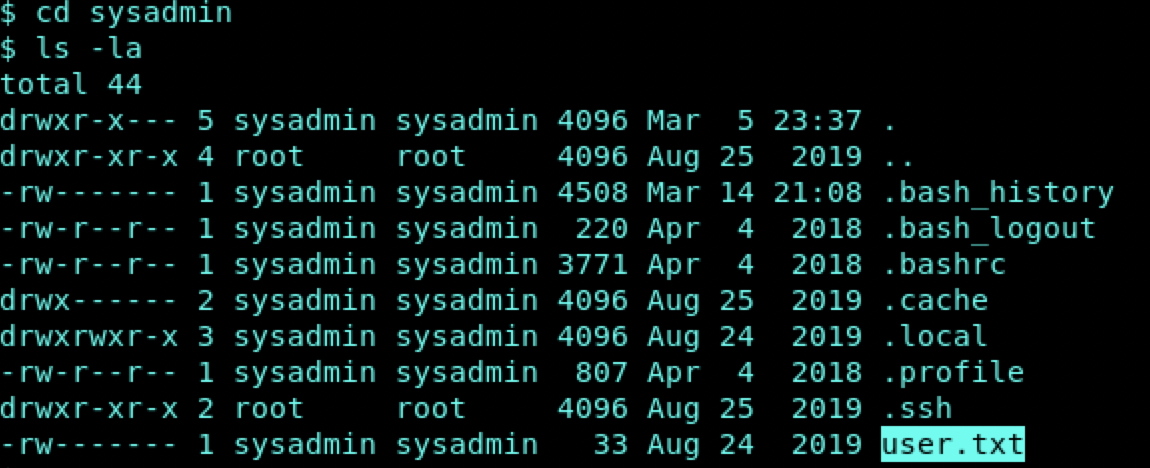 $ cd sysadmin
$ ls -la
total 44
drwxr-x--- 5 sysadmin sysadmin 4096 Mar  5 23:37 .
drwxr-xr-x 4 root     root     4096 Aug 25  2019 ..
-rw------- 1 sysadmin sysadmin 4508 Mar 14 21:08 .bash_history
-rw-r--r-- 1 sysadmin sysadmin  220 Apr  4  2018 .bash_logout
-rw-r--r-- 1 sysadmin sysadmin 3771 Apr  4  2018 .bashrc
drwx------ 2 sysadmin sysadmin 4096 Aug 25  2019 .cache
drwxrwxr-x 3 sysadmin sysadmin 4096 Aug 24  2019 .local
-rw-r--r-- 1 sysadmin sysadmin  807 Apr  4  2018 .profile
drwxr-xr-x 2 root     root     4096 Aug 25  2019 .ssh
-rw------- 1 sysadmin sysadmin   33 Aug 24  2019 user.txt